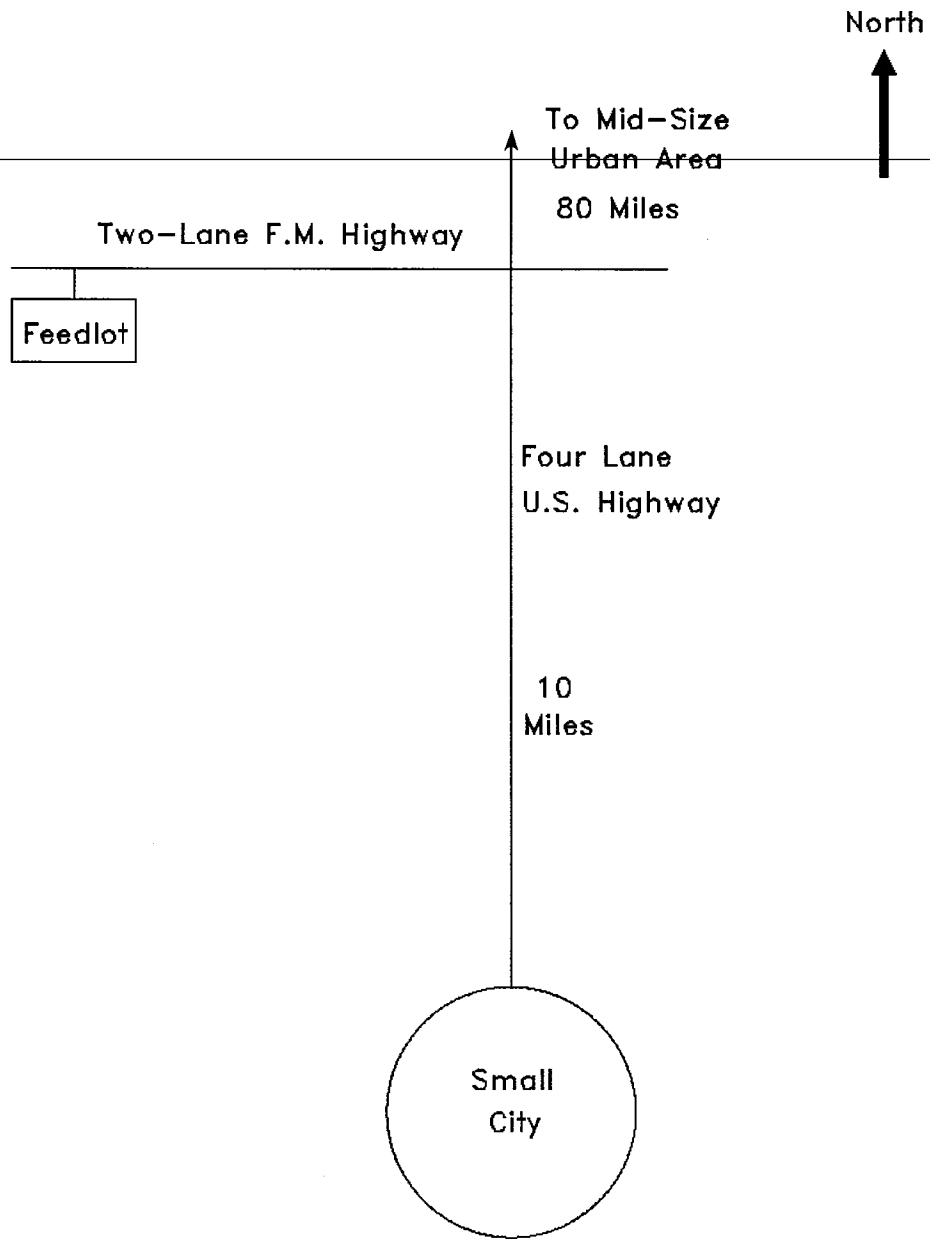 North
To Mid-Size
Urban Area
80 Miles
Two-Lane F.M. Highway
Feedlot
Four Lane
U.S. Highway
10
Miles
Small
City